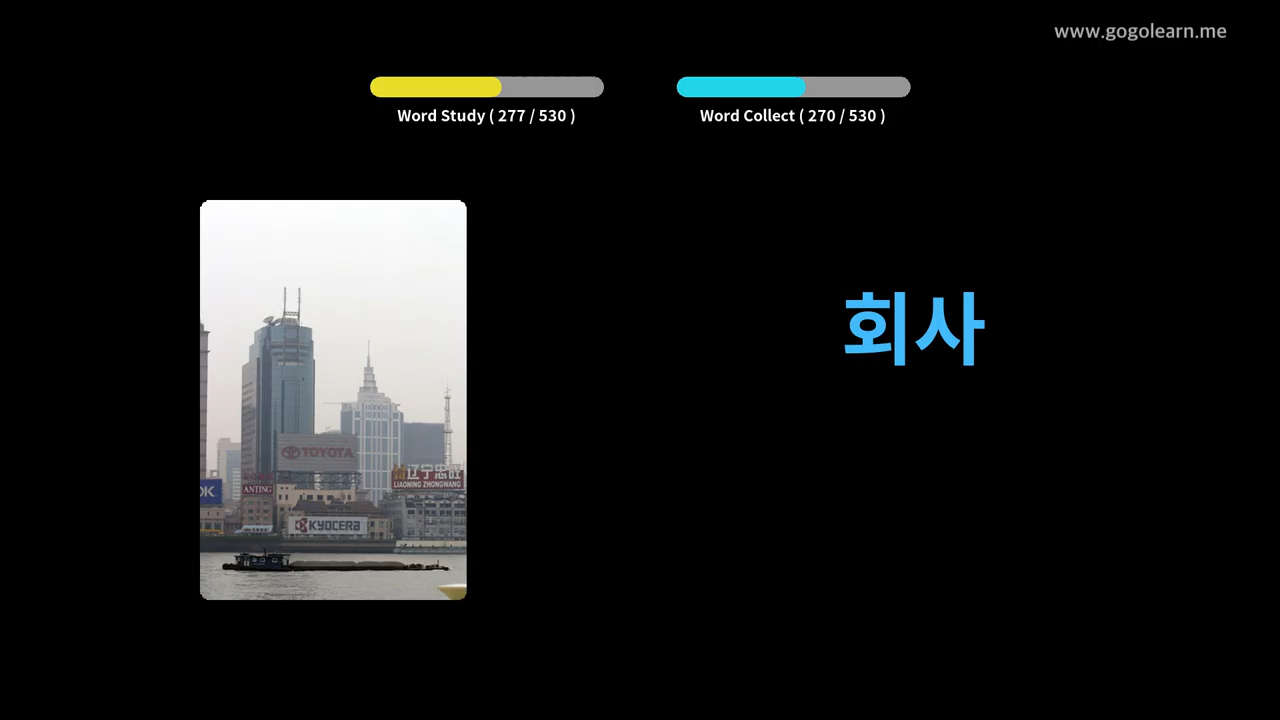 www.gogolearn.me
Word Study ( 277 / 530 )
Word Collect ( 270 / 530 )
회사
TOYOTA
辽宁忠旺
LIAONING ZHONGWANG
OK
ANTING
KYOCERA